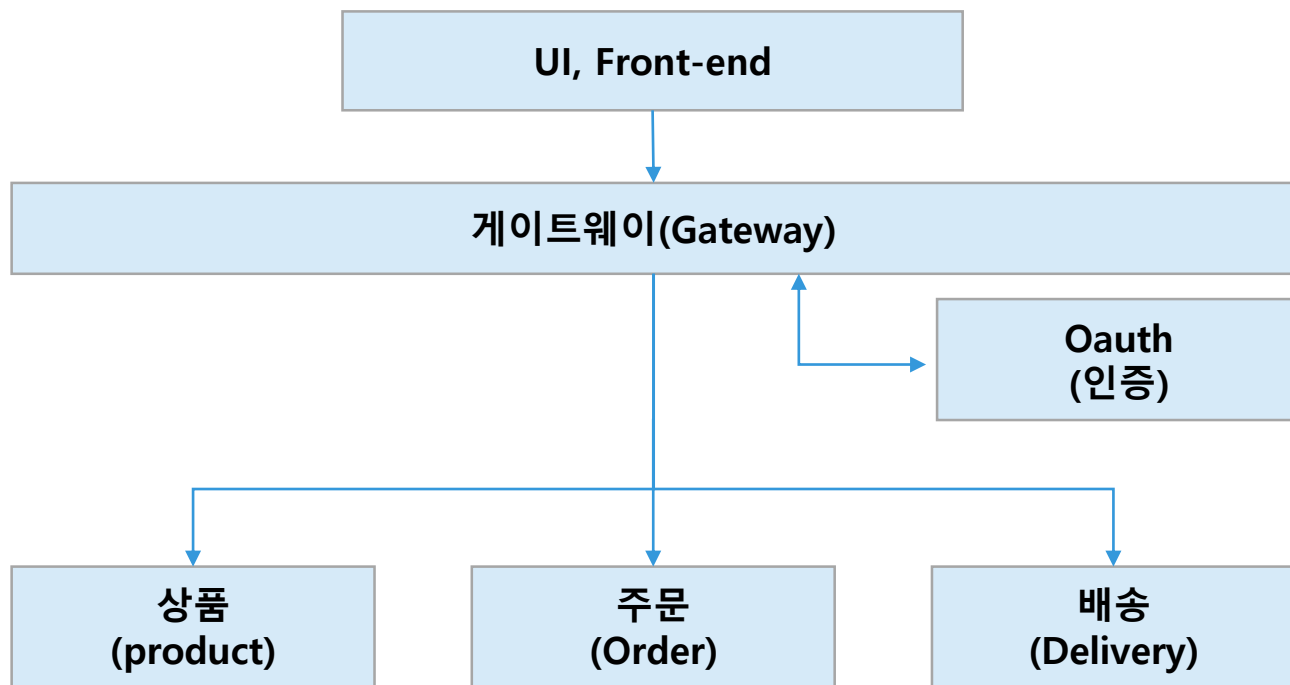 UI, Front-end
게이트웨이(Gateway)
Oauth
(인증)
상품
(product)
주문
(Order)
배송
(Delivery)